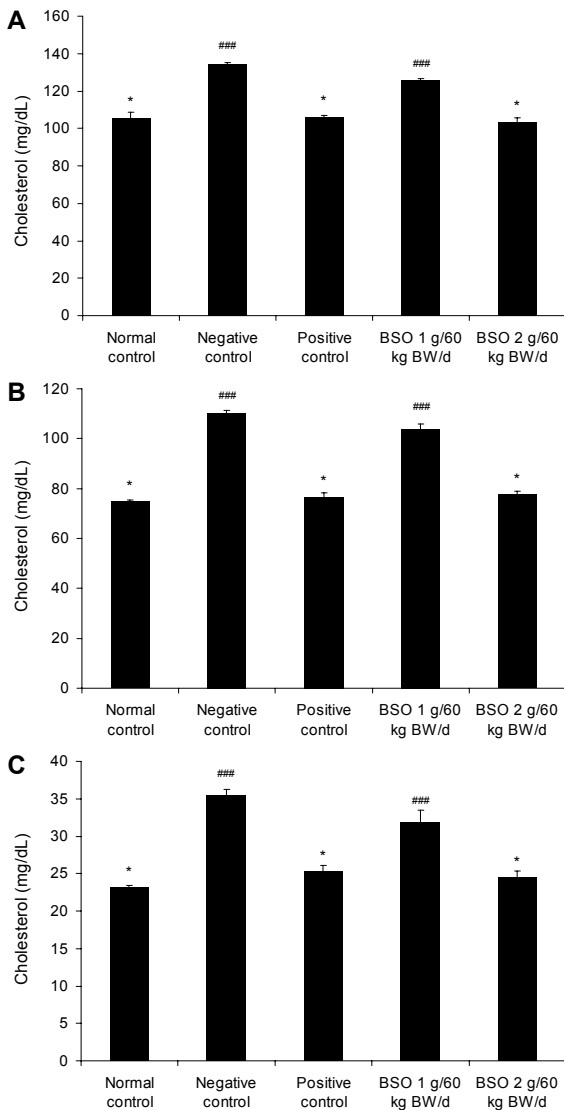 A
Cholesterol (mg/dL)
160
140
120
100
80
60
40
20
0
*
###
*
###
*
Normal
control
Negative
control
Positive
control
BSO 1 g/60
kg BW/d
BSO 2 g/60
kg BW/d
B
Cholesterol (mg/dL)
120
100
80
60
40
20
0
*
###
*
###
*
Normal
control
Negative
control
Positive
control
BSO 1 g/60
kg BW/d
BSO 2 g/60
kg BW/d
C
Cholesterol (mg/dL)
40
35
30
25
20
15
10
5
0
*
###
*
###
*
Normal
control
Negative
control
Positive
control
BSO 1 g/60
kg BW/d
BSO 2 g/60
kg BW/d